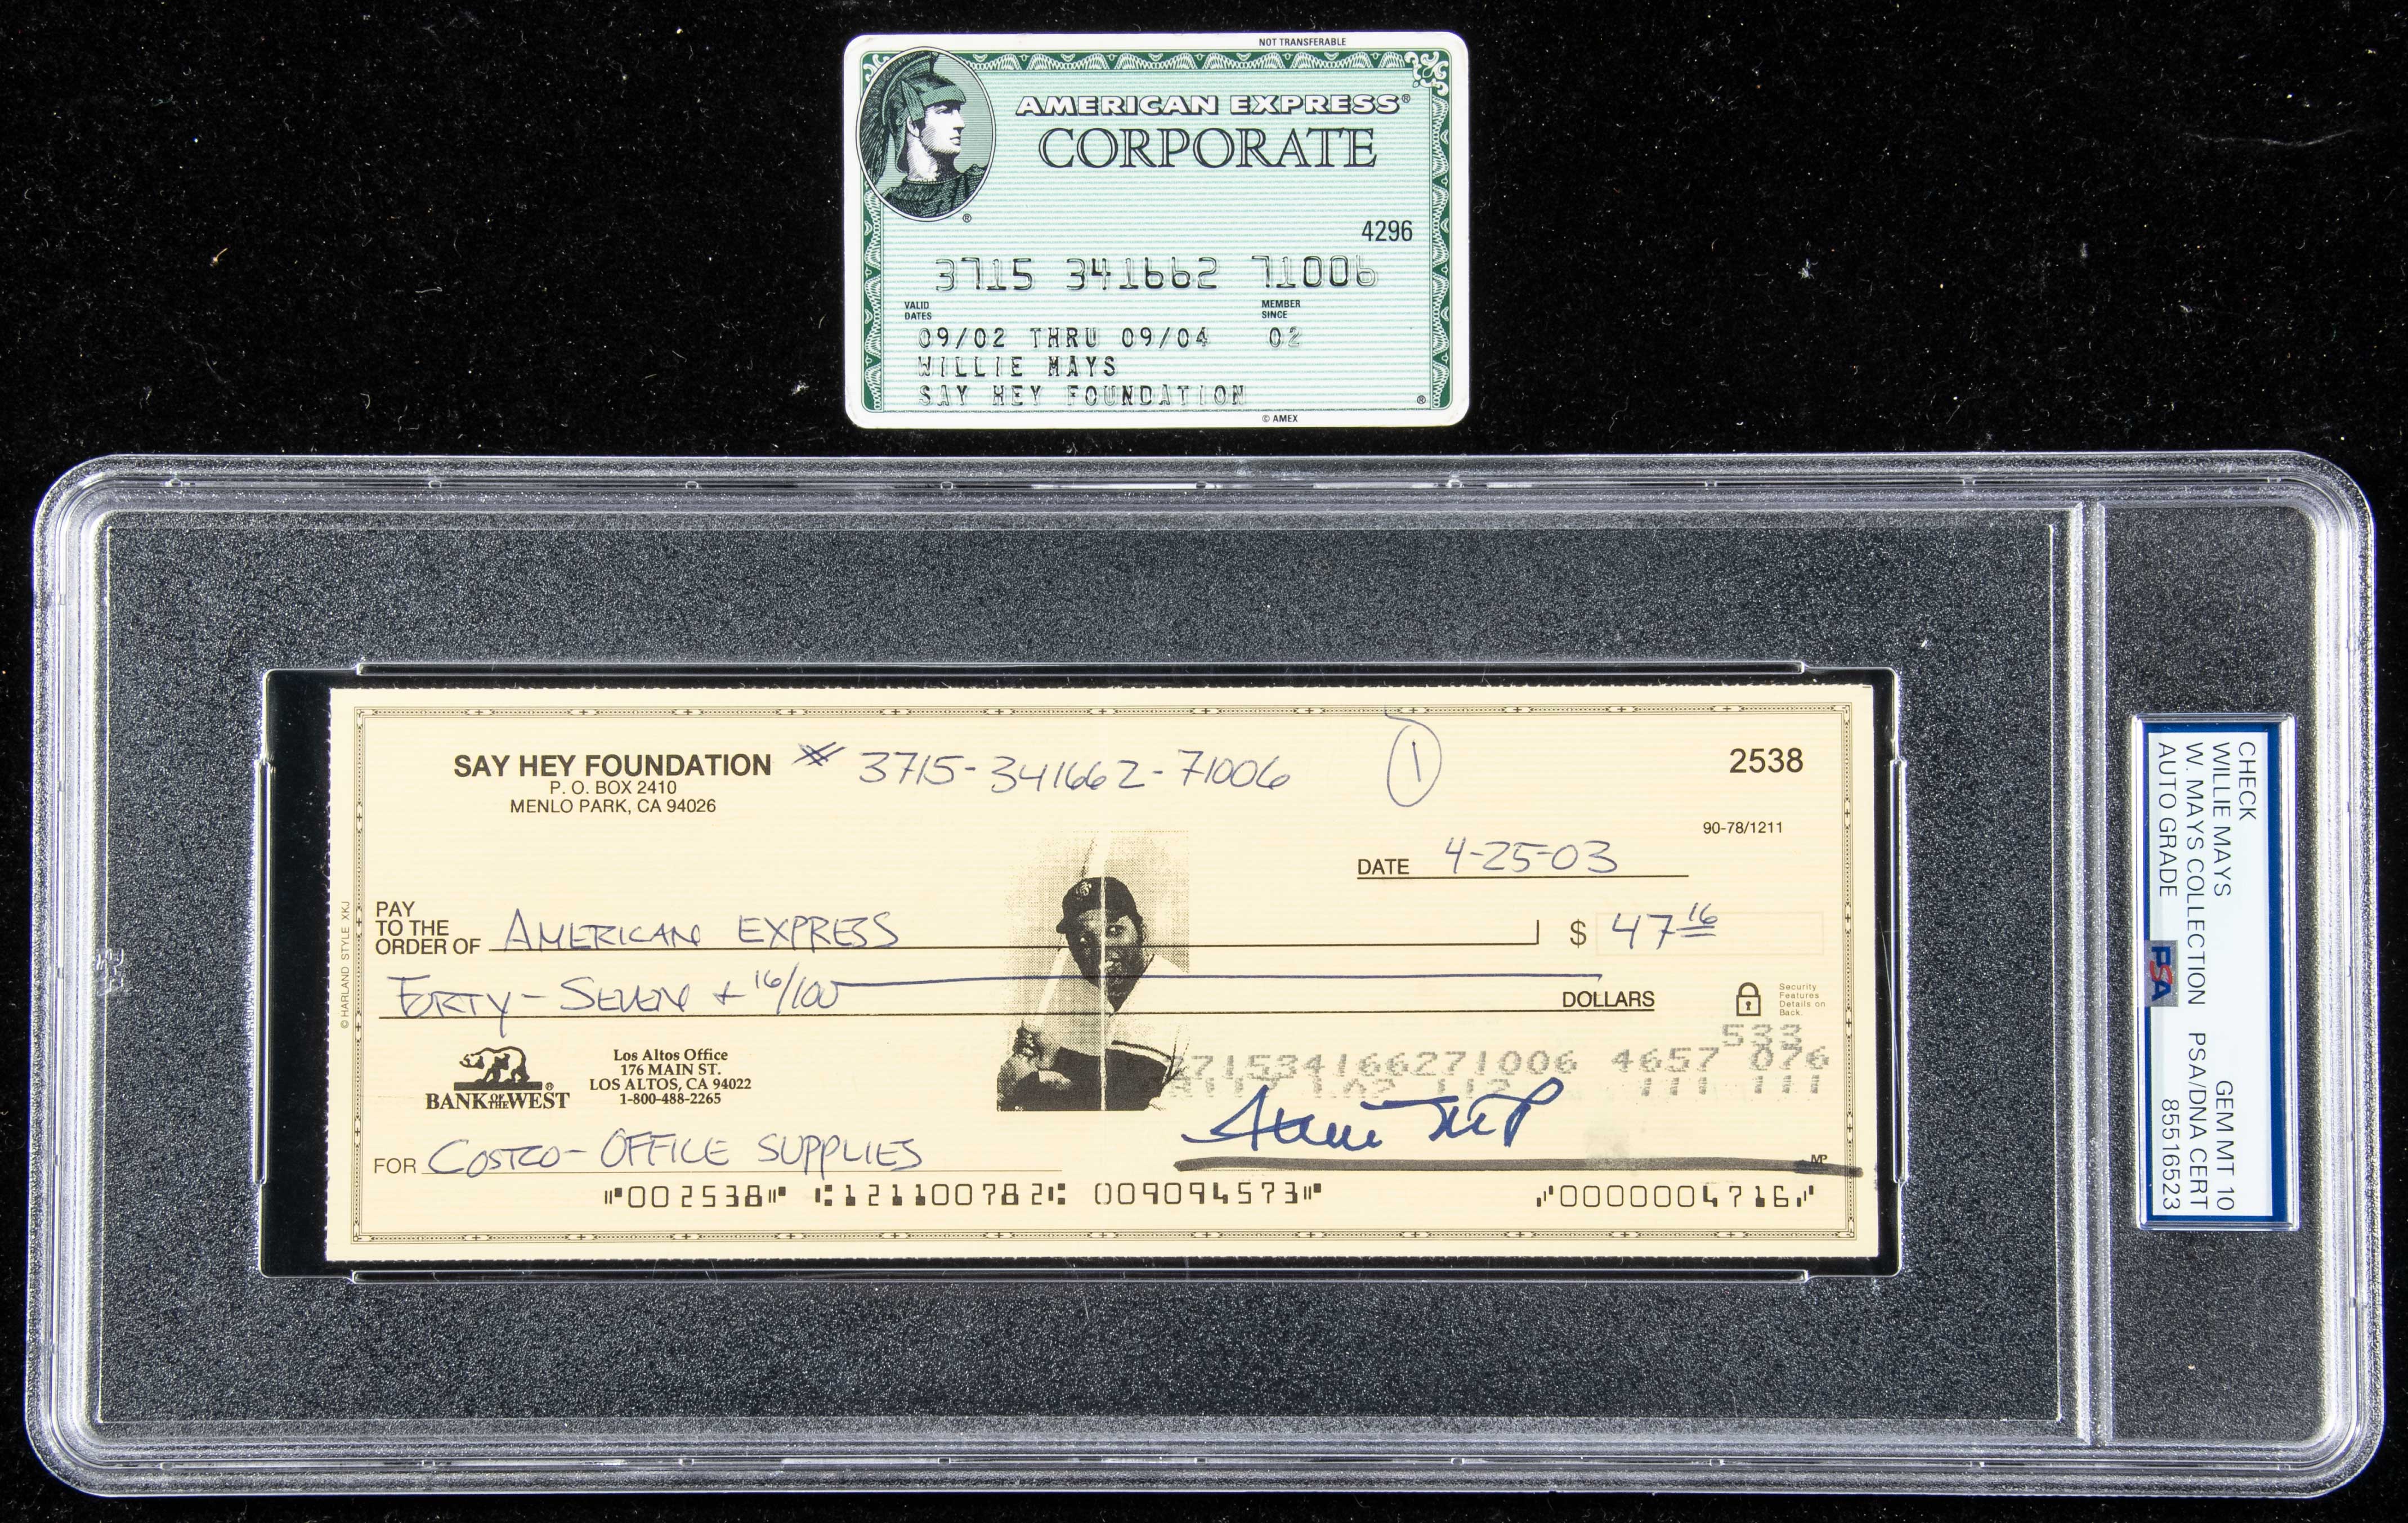 NOT TRANSFERABLE
AMERICAN EXPRESS®
CORPORATE
®
4296
3715 341662 71006
VALID DATES
MEMBER SINCE
09/02 THRU 09/04 02
WILLIE MAYS
SAY HEY FOUNDATION
®
© AMEX
SAY HEY FOUNDATION
P. O. BOX 2410
MENLO PARK, CA 94026
# 3715-341662-71006
1
2538
90-78/1211
DATE 4-25-03
PAY
TO THE
ORDER OF AMERICAN EXPRESS $ 47 16
FORTY-SEVEN + 16/100 DOLLARS
Security
Features
Details on
Back.
© HARLAND STYLE XKJ
533
371534166271006 4657 076
BANK OF THE WEST
®
Los Altos Office
176 MAIN ST.
LOS ALTOS, CA 94022
1-800-488-2265
FOR COSTCO-OFFICE SUPPLIES
MP
⑈002538⑈ ⑆121100782⑆ 009094573⑈ ⑈0000004716⑈
CHECK
WILLIE MAYS GEM MT 10
W. MAYS COLLECTION PSA/DNA CERT
AUTO GRADE 85516523
PSA